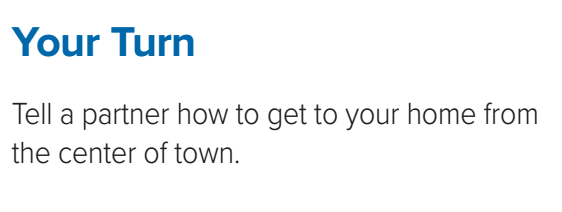 Your Turn
Tell a partner how to get to your home from
the center of town.